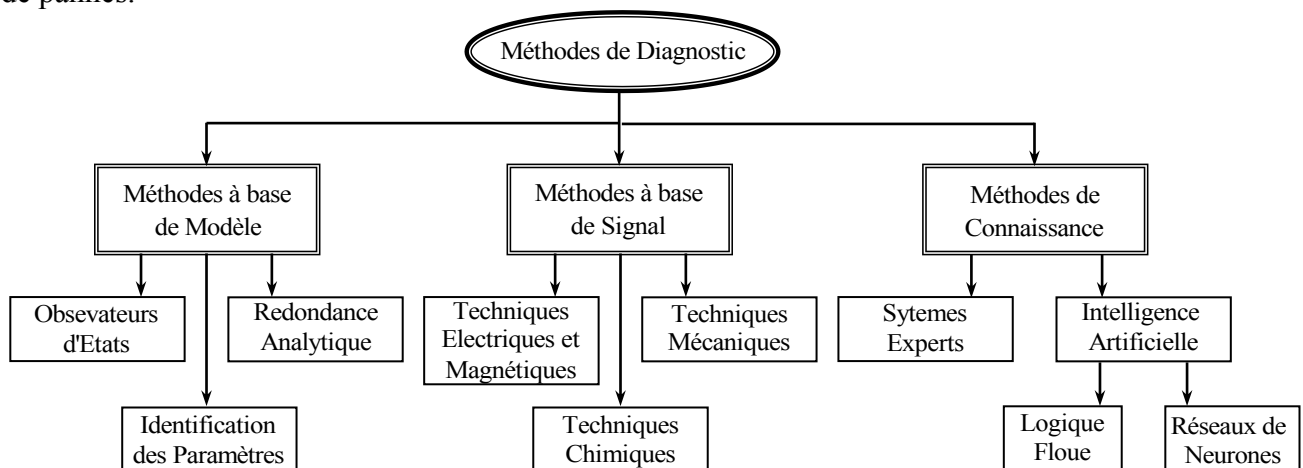 de pannes.
Méthodes de Diagnostic
Méthodes à base
de Modèle
Méthodes à base
de Signal
Méthodes de
Connaissance
Obsevateurs
d'Etats
Redondance
Analytique
Techniques
Electriques et
Magnétiques
Techniques
Mécaniques
Sytemes
Experts
Intelligence
Artificielle
Identification
des Paramètres
Techniques
Chimiques
Logique
Floue
Réseaux de
Neurones